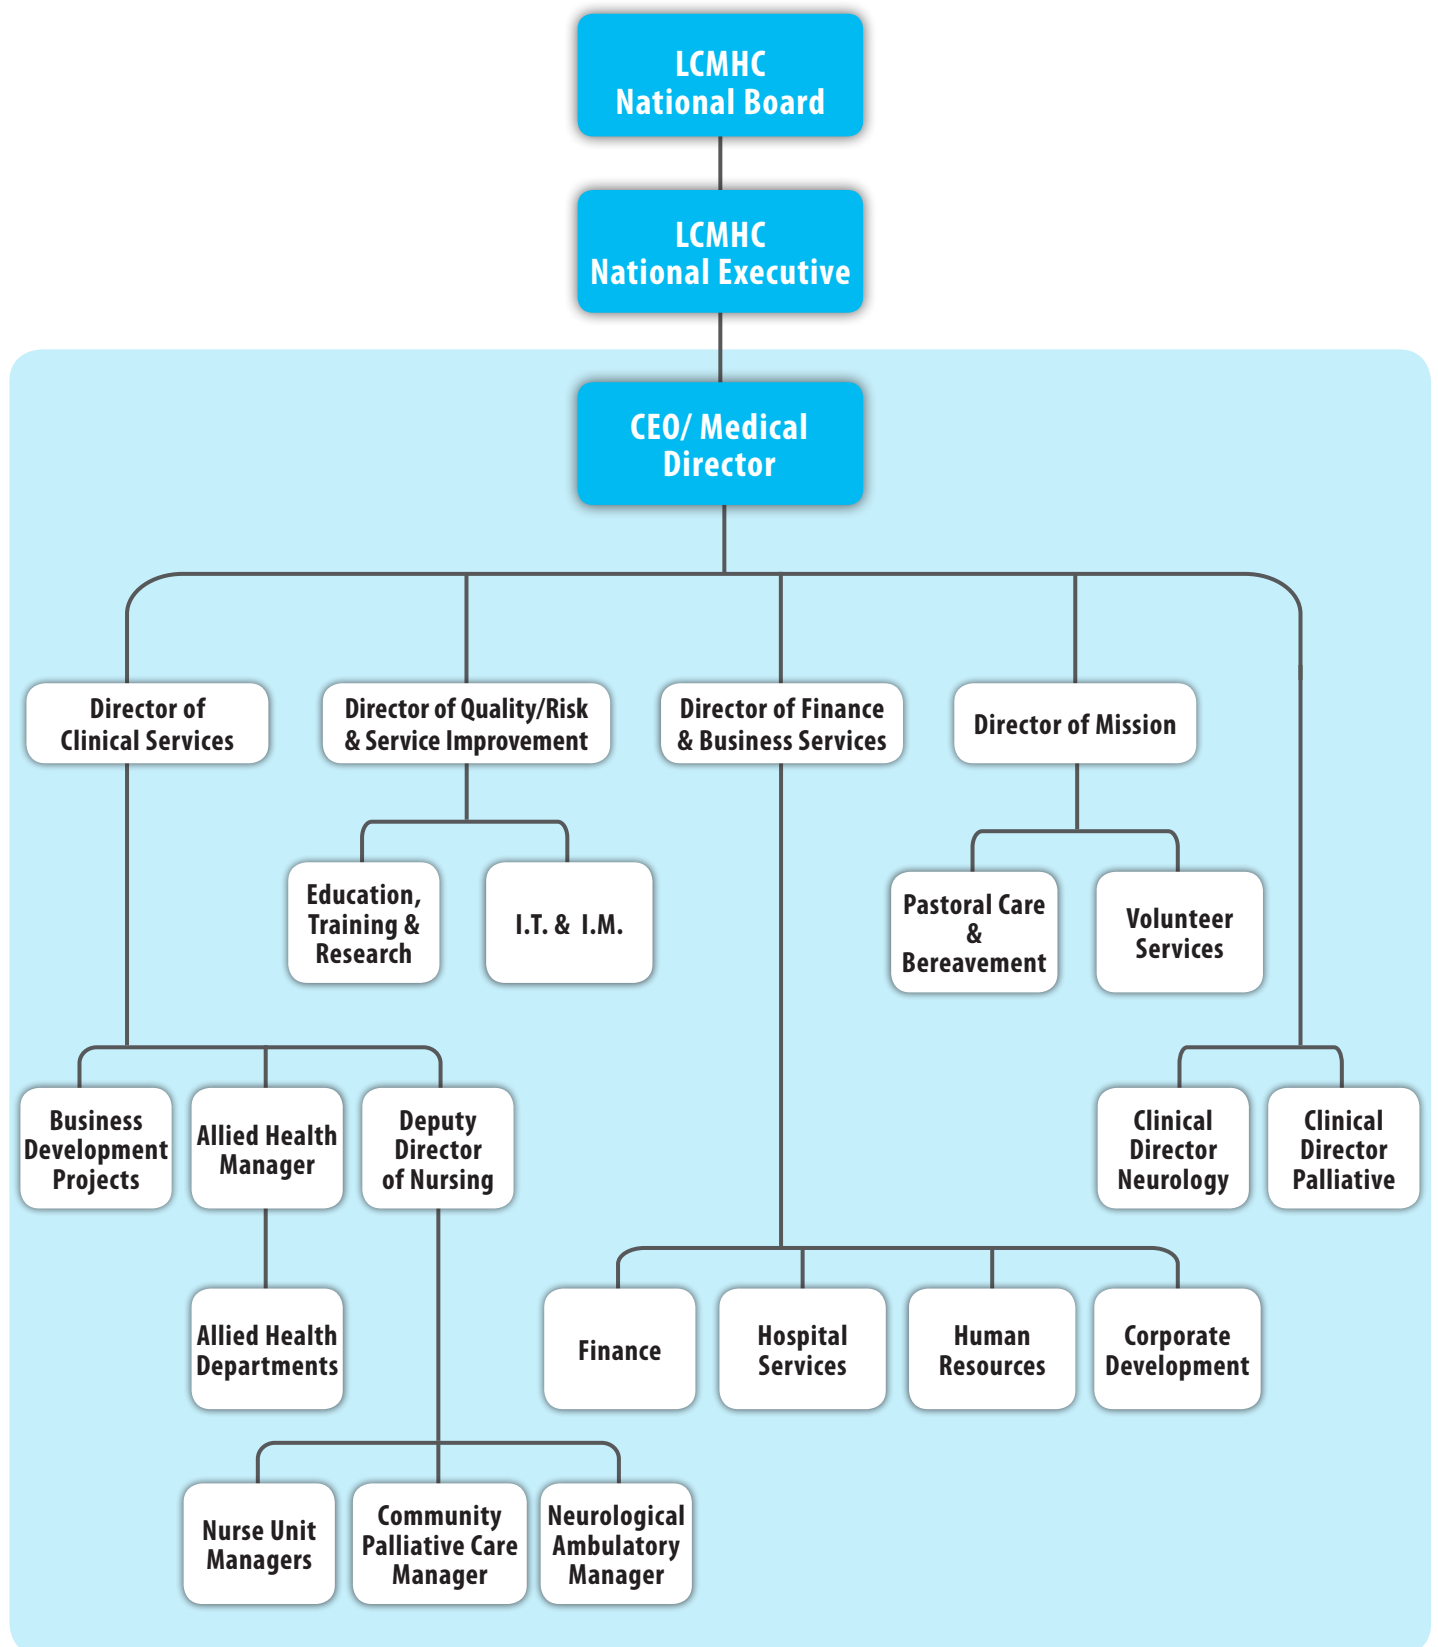 LCMHC
National Board
LCMHC
National Executive
CEO/ Medical
Director
Director of
Clinical Services
Director of Quality/Risk
& Service Improvement
Director of Finance
& Business Services
Director of Mission
Education,
Training &
Research
I.T. & I.M.
Pastoral Care
&
Bereavement
Volunteer
Services
Business
Development
Projects
Allied Health
Manager
Deputy
Director
of Nursing
Clinical
Director
Neurology
Clinical
Director
Palliative
Allied Health
Departments
Finance
Hospital
Services
Human
Resources
Corporate
Development
Nurse Unit
Managers
Community
Palliative Care
Manager
Neurological
Ambulatory
Manager